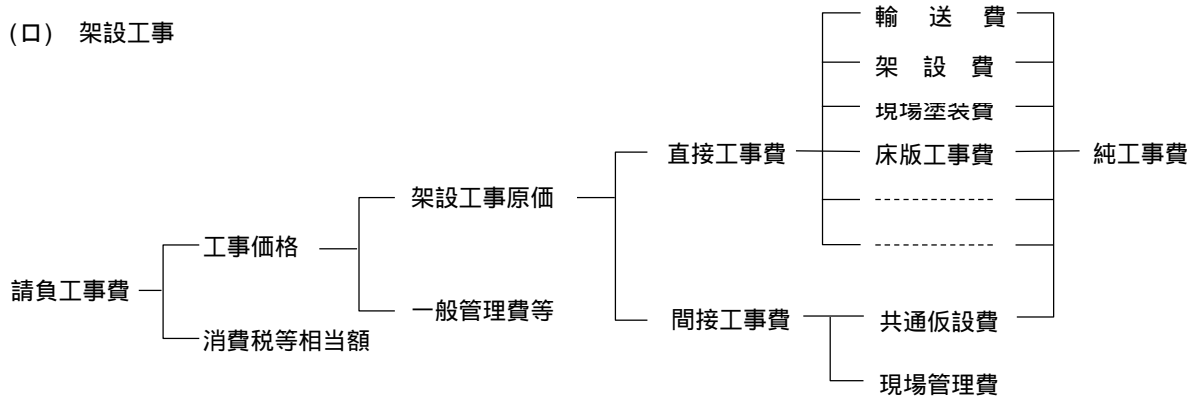 輸送費
(ロ) 架設工事
架設費
現場塗装費
直接工事費
床版工事費
純工事費
架設工事原価
工事価格
請負工事費
一般管理費等
間接工事費
共通仮設費
消費税等相当額
現場管理費